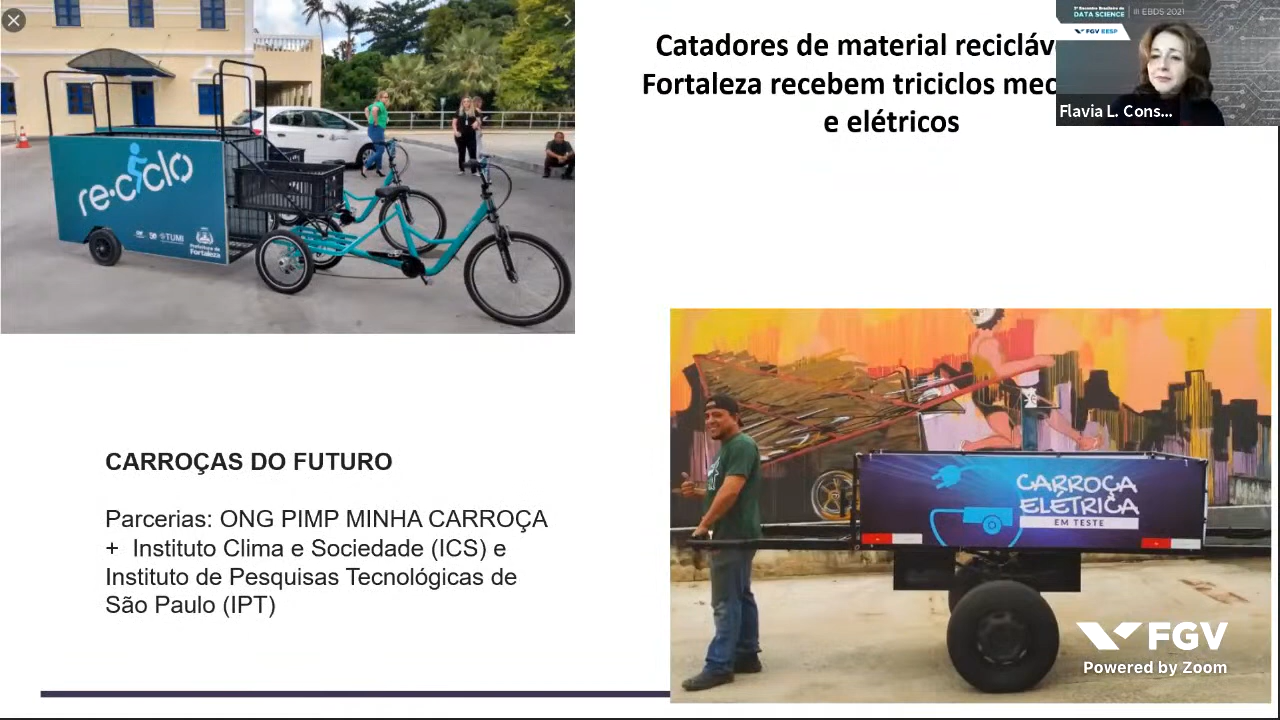 Catadores de material
Fortaleza recebem triciclos
e elétricos
DATA SCIENCE
III EBDS 2021
FGV EESP
Flavia L. Cons...
re-ciclo
TUMI
Prefeitura de
Fortaleza
CARROÇAS DO FUTURO
Parcerias: ONG PIMP MINHA CARROÇA
+ Instituto Clima e Sociedade (ICS) e
Instituto de Pesquisas Tecnológicas de
São Paulo (IPT)
CARROÇA
ELÉTRICA
EM TESTE
FGV
Powered by Zoom